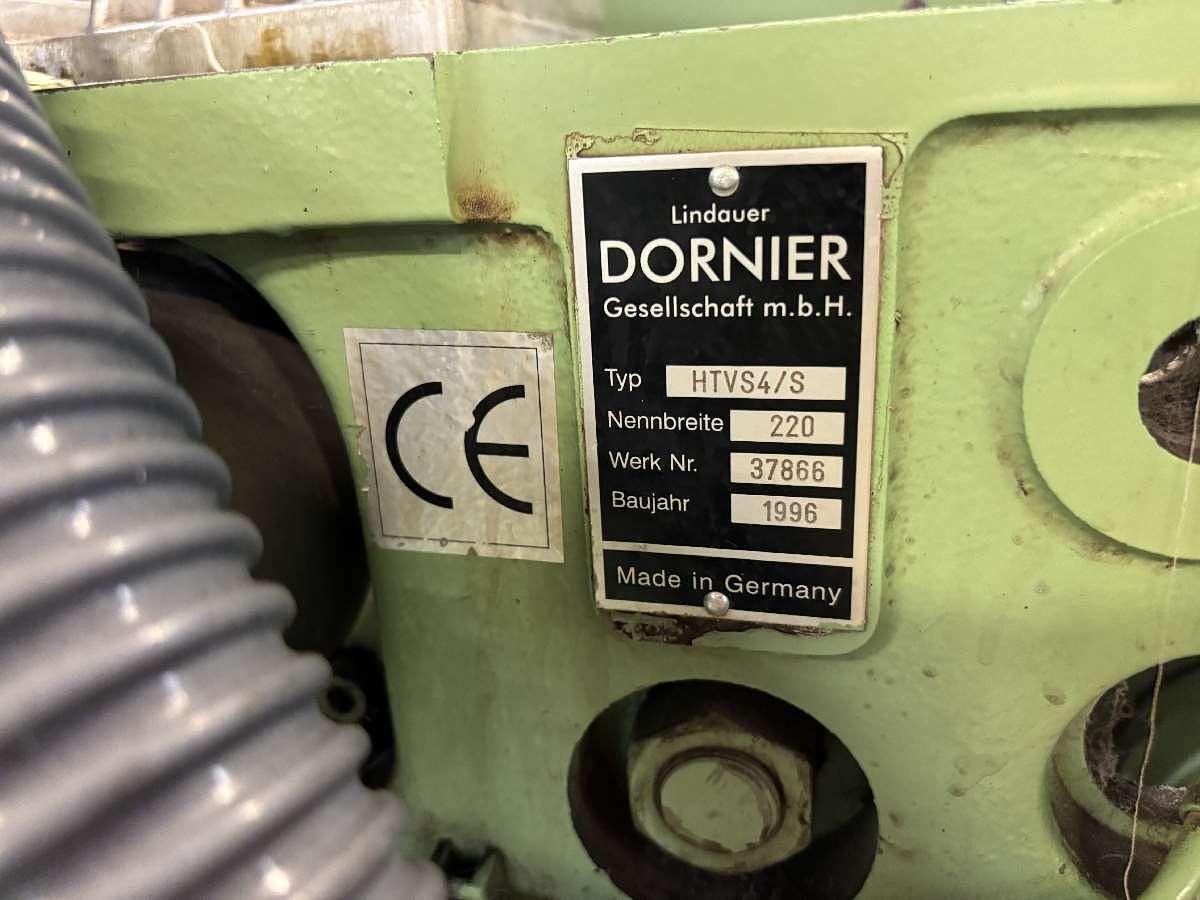 CE
Lindauer
DORNIER
Gesellschaft m.b.H.
Typ HTVS4/S
Nennbreite 220
Werk Nr. 37866
Baujahr 1996
Made in Germany